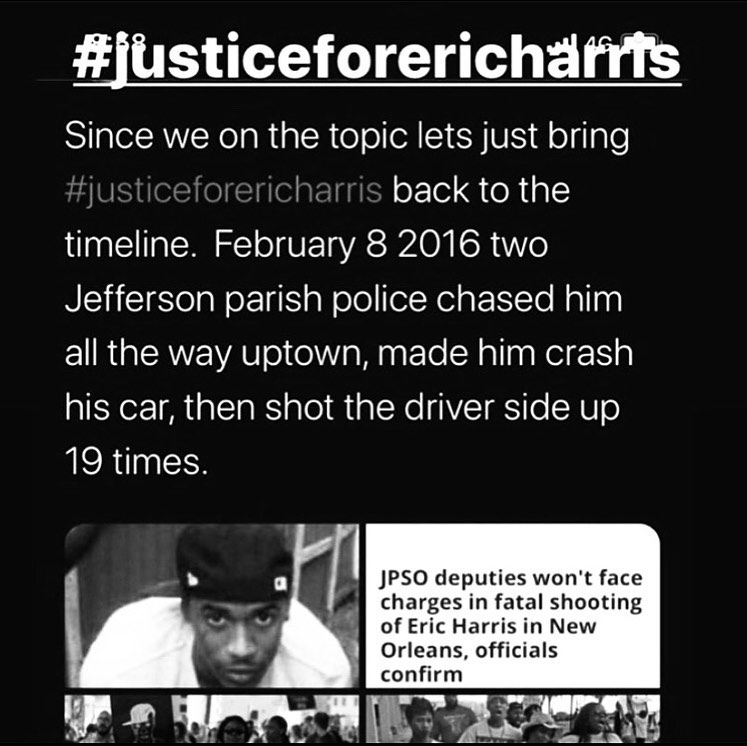 #justiceforericharris
4G
Since we on the topic lets just bring
#justiceforericharris back to the
timeline.  February 8 2016 two
Jefferson parish police chased him
all the way uptown, made him crash
his car, then shot the driver side up
19 times.
JPSO deputies won't face
charges in fatal shooting
of Eric Harris in New
Orleans, officials
confirm